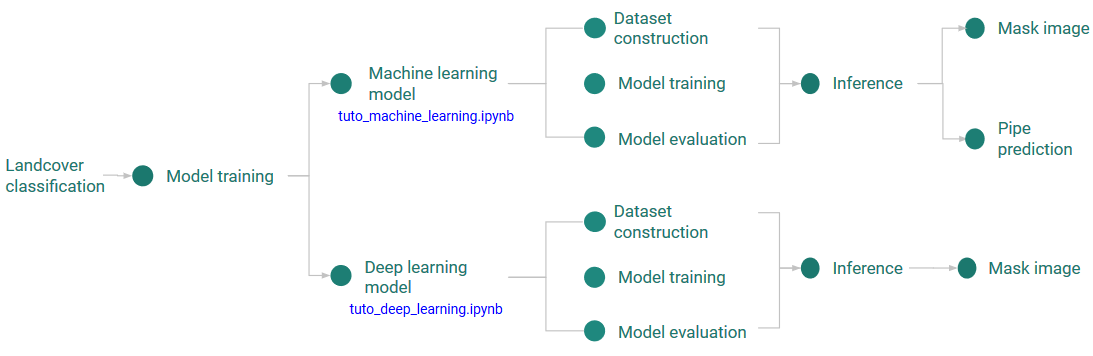 Landcover
classification
Model training
Machine learning
model
tuto_machine_learning.ipynb
Dataset
construction
Model training
Model evaluation
Inference
Mask image
Pipe
prediction
Deep learning
model
tuto_deep_learning.ipynb
Dataset
construction
Model training
Model evaluation
Inference
Mask image